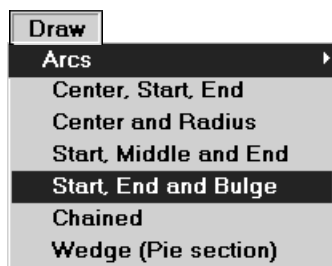 Draw
Arcs
Center, Start, End
Center and Radius
Start, Middle and End
Start, End and Bulge
Chained
Wedge (Pie section)